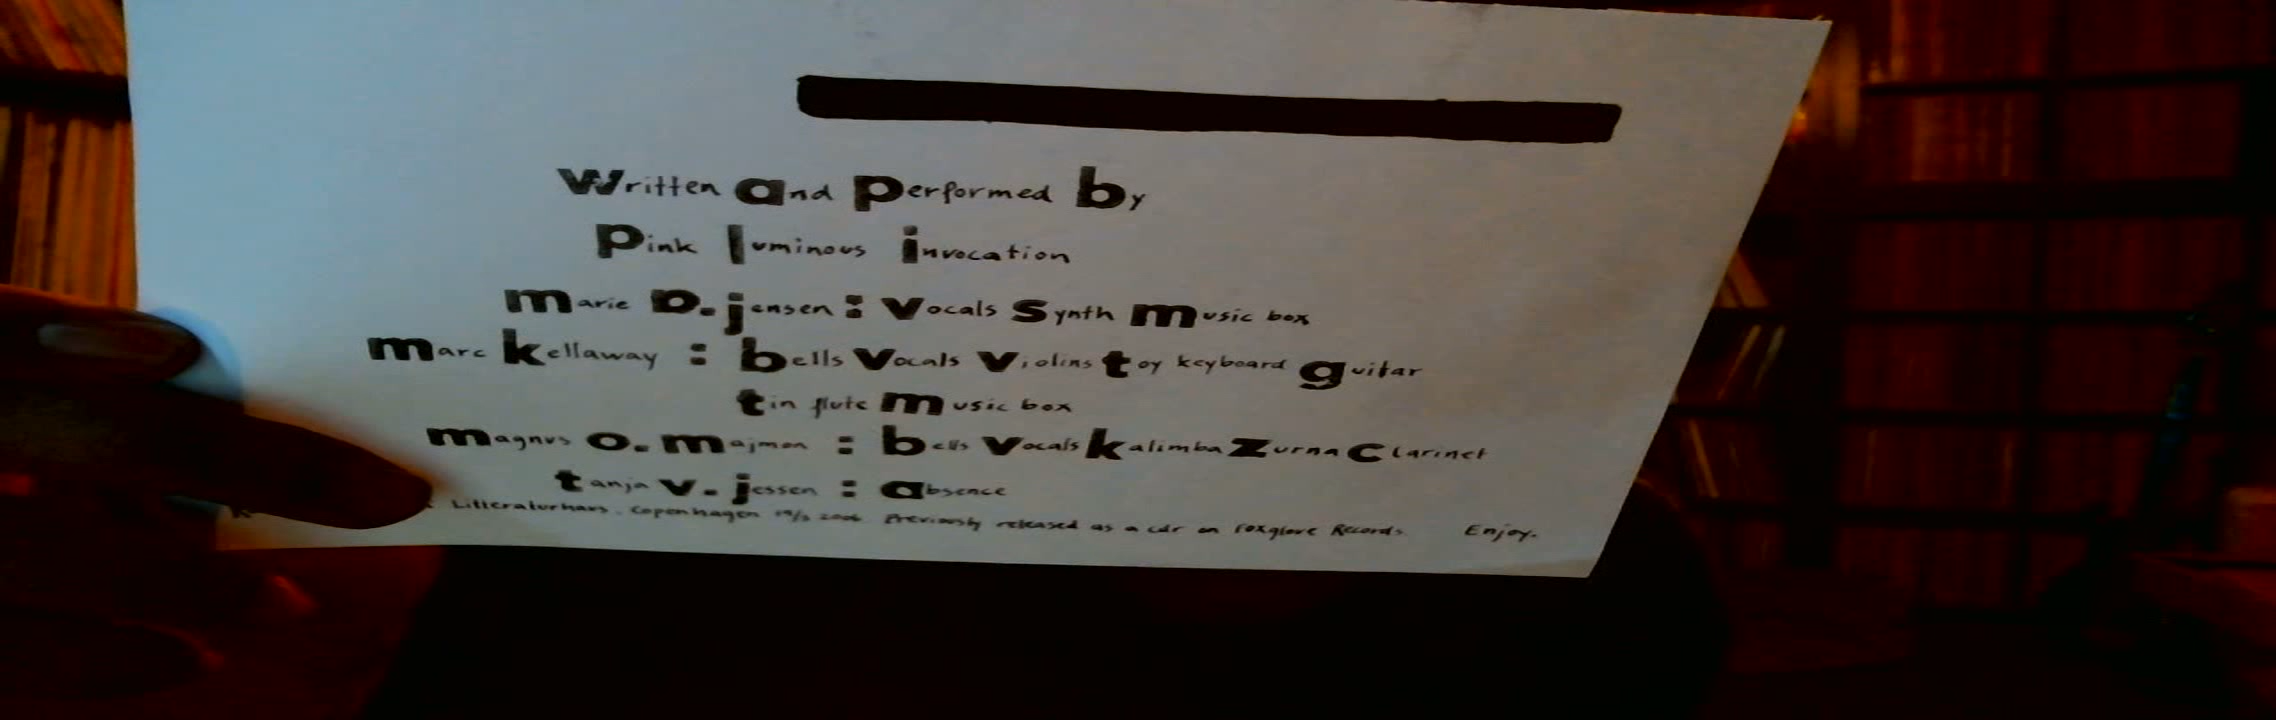 Written and Performed by
Pink luminous invocation
marie D. jensen : Vocals Synth Music box
marc kellaway : bells Vocals Violins toy keyboard guitar
tin flute Music box
magnus o. majmon : bells Vocals kalimba Zurna Clarinet
tanja v. jessen : absence
Litteraturhaus. Copenhagen 2006 Previously released as a cdr on Foxglove Records. Enjoy.